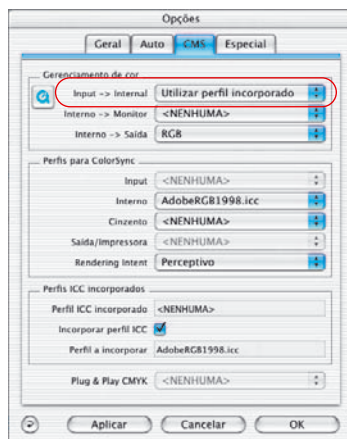 Opções
Geral Auto CMS Especial
Gerenciamento de cor
Input -> Internal Utilizar perfil incorporado
Interno -> Monitor <NENHUMA>
Interno -> Saída RGB
Perfis para ColorSync
Input <NENHUMA>
Interno AdobeRGB1998.icc
Cinzento <NENHUMA>
Saída/Impressora <NENHUMA>
Rendering Intent Perceptivo
Perfis ICC incorporados
Perfil ICC incorporado <NENHUMA>
Incorporar perfil ICC
Perfil a incorporar AdobeRGB1998.icc
Plug & Play CMYK <NENHUMA>
Aplicar Cancelar OK